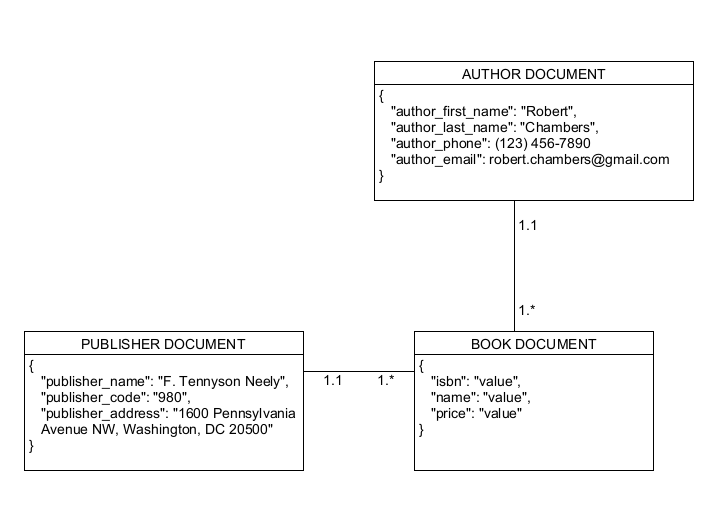 AUTHOR DOCUMENT
{
"author_first_name": "Robert",
"author_last_name": "Chambers",
"author_phone": (123) 456-7890
"author_email": robert.chambers@gmail.com
}
1.1
1.*
PUBLISHER DOCUMENT
{
"publisher_name": "F. Tennyson Neely",
"publisher_code": "980",
"publisher_address": "1600 Pennsylvania
Avenue NW, Washington, DC 20500"
}
1.1
1.*
BOOK DOCUMENT
{
"isbn": "value",
"name": "value",
"price": "value"
}